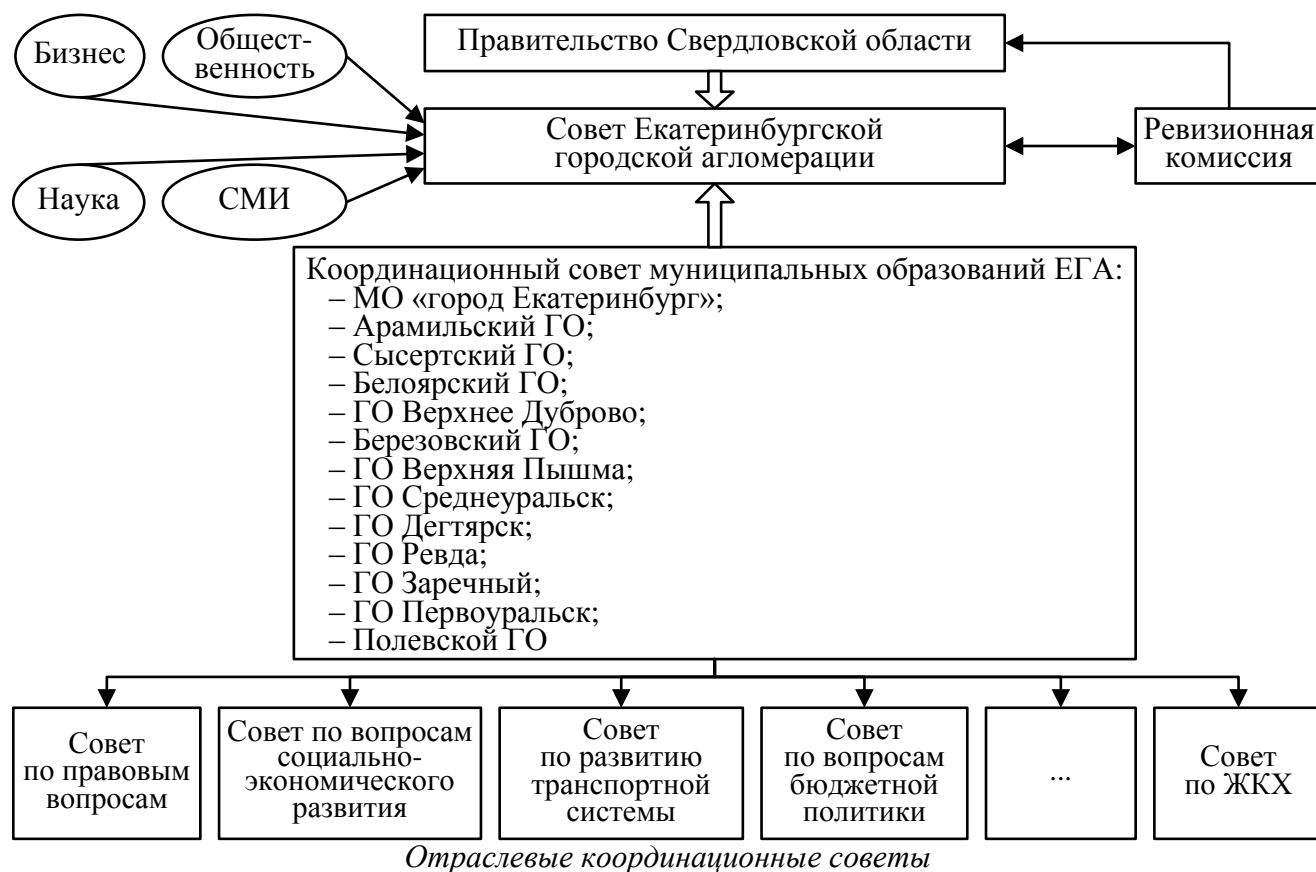 Бизнес
Общест-
венность
Правительство Свердловской области
Совет Екатеринбургской
городской агломерации
Ревизионная
комиссия
Наука
СМИ
Координационный совет муниципальных образований ЕГА:
– МО «город Екатеринбург»;
– Арамильский ГО;
– Сысертский ГО;
– Белоярский ГО;
– ГО Верхнее Дуброво;
– Березовский ГО;
– ГО Верхняя Пышма;
– ГО Среднеуральск;
– ГО Дегтярск;
– ГО Ревда;
– ГО Заречный;
– ГО Первоуральск;
– Полевской ГО
Совет
по правовым
вопросам
Совет по вопросам
социально-
экономического
развития
Совет
по развитию
транспортной
системы
Совет
по вопросам
бюджетной
политики
...
Совет
по ЖКХ
Отраслевые координационные советы